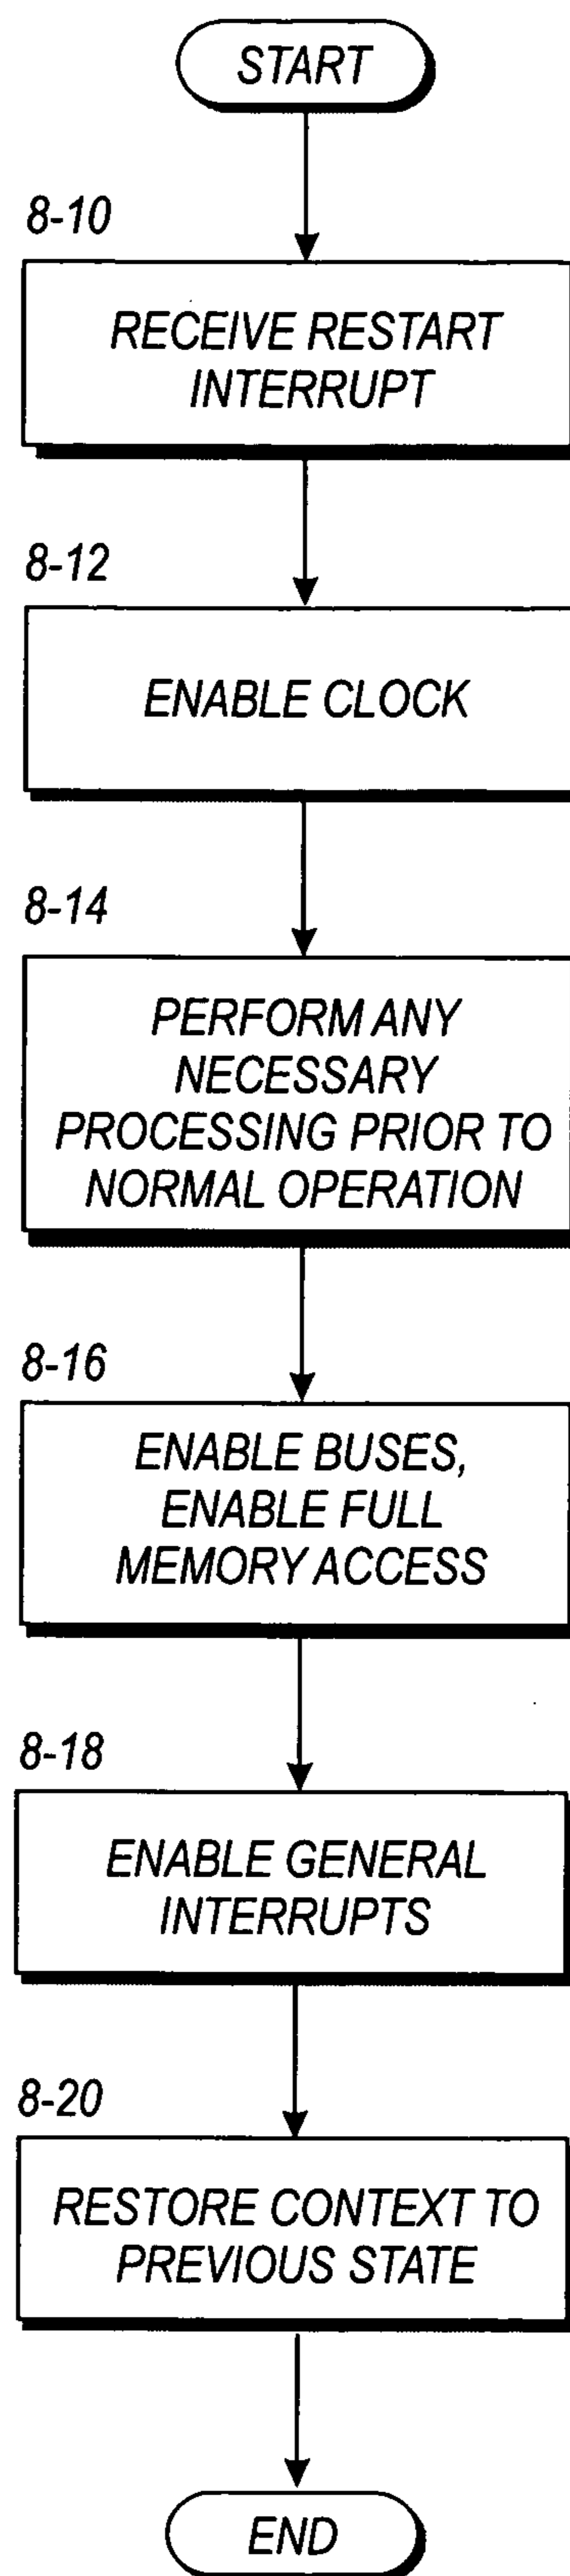 START
8-10
RECEIVE RESTART
INTERRUPT
8-12
ENABLE CLOCK
8-14
PERFORM ANY
NECESSARY
PROCESSING PRIOR TO
NORMAL OPERATION
8-16
ENABLE BUSES,
ENABLE FULL
MEMORY ACCESS
8-18
ENABLE GENERAL
INTERRUPTS
8-20
RESTORE CONTEXT TO
PREVIOUS STATE
END